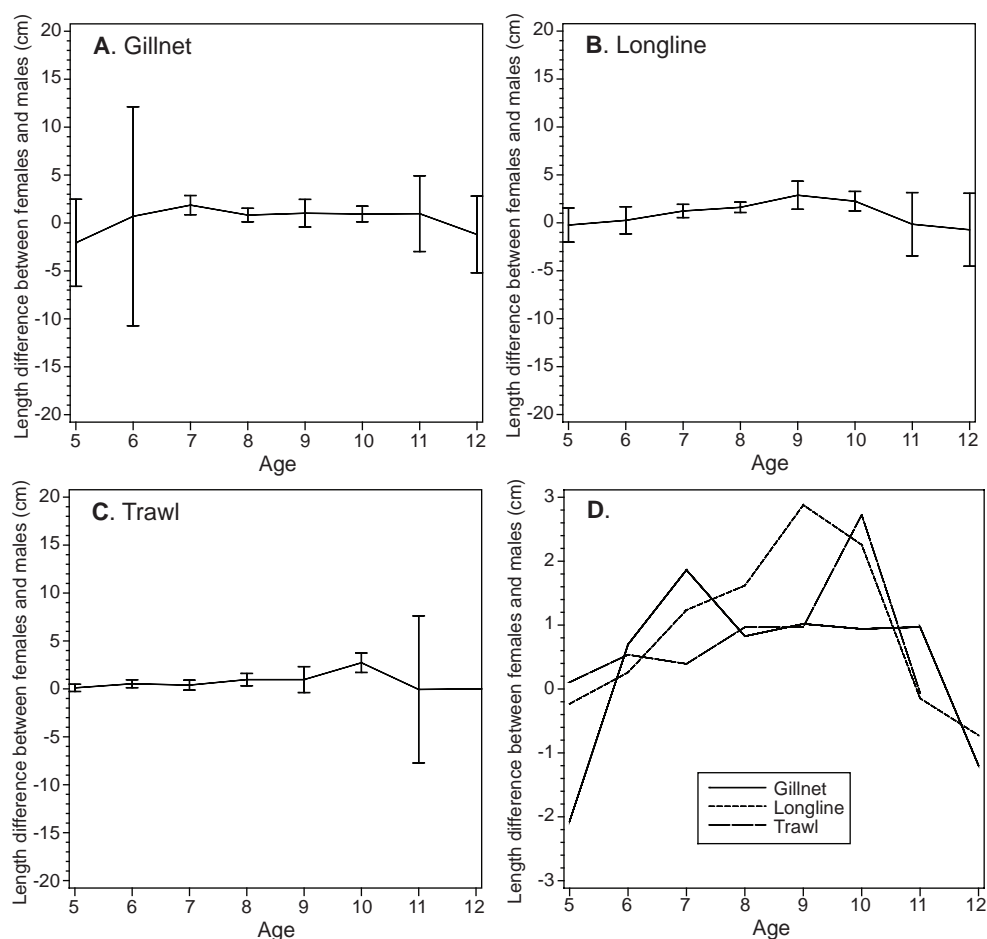 A. Gillnet
Length difference between females and males (cm)
20
15
10
5
0
-5
-10
-15
-20
5 6 7 8 9 10 11 12
Age
B. Longline
Length difference between females and males (cm)
20
15
10
5
0
-5
-10
-15
-20
5 6 7 8 9 10 11 12
Age
C. Trawl
Length difference between females and males (cm)
20
15
10
5
0
-5
-10
-15
-20
5 6 7 8 9 10 11 12
Age
D.
Length difference between females and males (cm)
3
2
1
0
-1
-2
-3
Gillnet
Longline
Trawl
5 6 7 8 9 10 11 12
Age